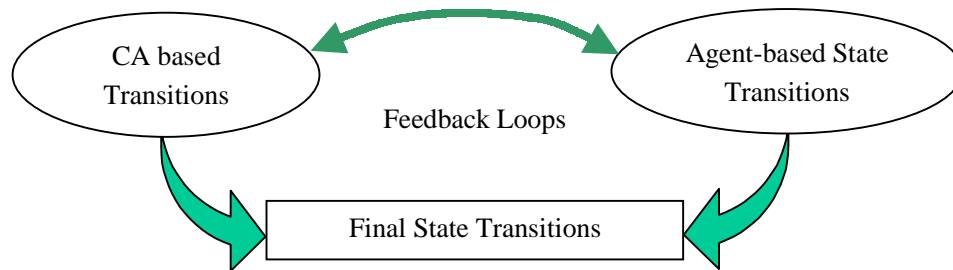 CA based
Transitions
Agent-based State
Transitions
Feedback Loops
Final State Transitions